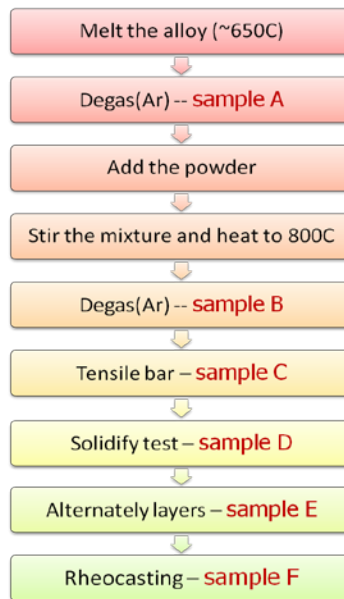 Melt the alloy (~650C)
Degas(Ar) -- sample A
Add the powder
Stir the mixture and heat to 800C
Degas(Ar) -- sample B
Tensile bar – sample C
Solidify test – sample D
Alternately layers – sample E
Rheocasting – sample F